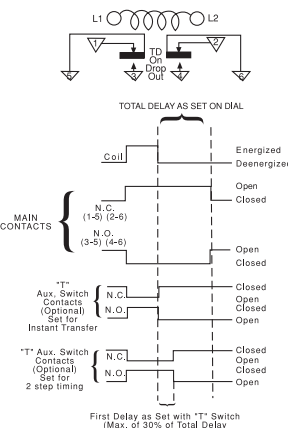 L1 L2
1 2
TD
On
Drop
Out
5 3 4 6
TOTAL DELAY AS SET ON DIAL
Coil
Energized
Deenergized
MAIN
CONTACTS
N.C.
(1-5) (2-6)
Open
Closed
N.O.
(3-5) (4-6)
Open
Closed
"T"
Aux. Switch
Contacts
(Optional)
Set for
Instant Transfer
N.C.
N.O.
Closed
Open
Closed
Open
"T" Aux. Switch
Contacts
(Optional)
Set for
2 step timing
N.C.
N.O.
Closed
Open
Closed
Open
First Delay as Set with "T" Switch
(Max. of 30% of Total Delay